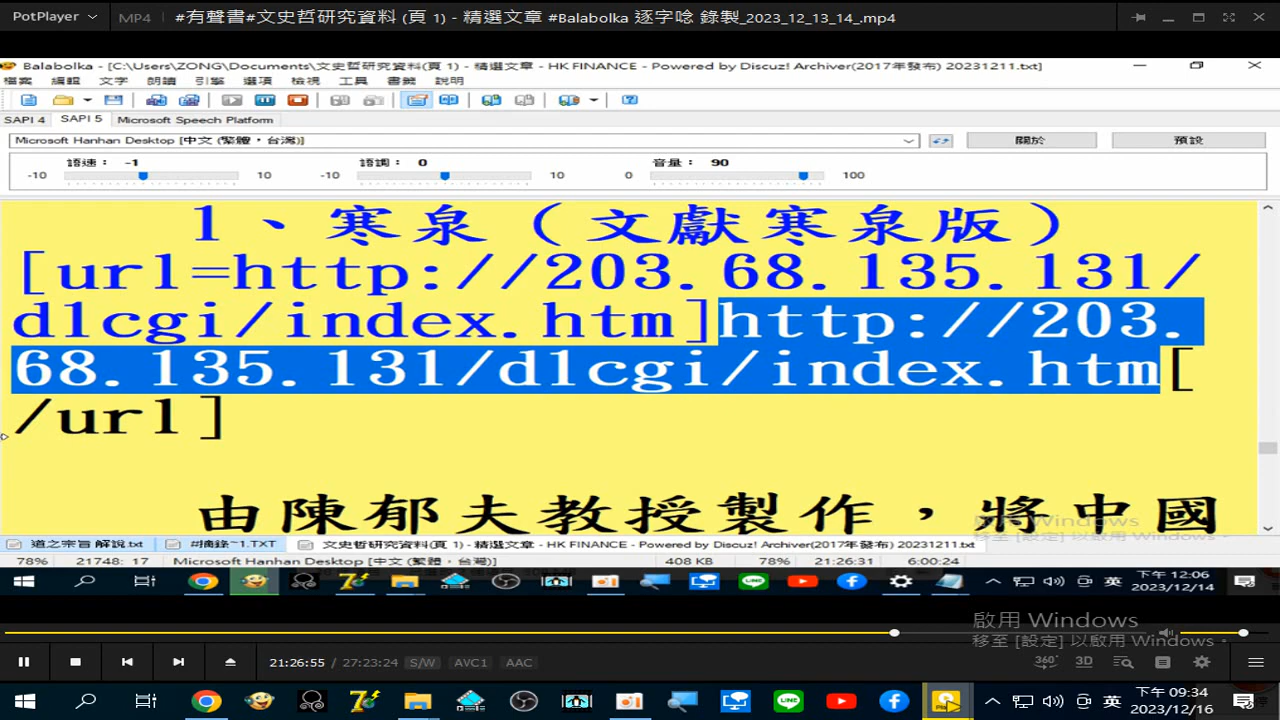 PotPlayer MP4 #有聲書#文史哲研究資料 (頁 1) - 精選文章 #Balabolka 逐字唸 錄製_2023_12_13_14_.mp4
Balabolka - [C:\Users\ZONG\Documents\文史哲研究資料(頁 1) - 精選文章 - HK FINANCE - Powered by Discuz! Archiver(2017年發布) 20231211.txt]
檔案 編輯 文字 朗讀 引擎 選項 檢視 工具 書籤 說明
SAPI 4 SAPI 5 Microsoft Speech Platform
Microsoft Hanhan Desktop [中文 (繁體，台灣)] 關於 預設
語速： -1 語調： 0 音量： 90
-10 10 -10 10 0 100
1、寒泉（文獻寒泉版）
[url=http://203.68.135.131/
dlcgi/index.htm]http://203.
68.135.131/dlcgi/index.htm[
/url]
由陳郁夫教授製作，將中國
啟用 Windows
移至 [設定] 以啟用 Windows。
道之宗旨 解說.txt #摘錄~1.TXT 文史哲研究資料(頁 1) - 精選文章 - HK FINANCE - Powered by Discuz! Archiver(2017年發布) 20231211.txt
78% 21748: 17 Microsoft Hanhan Desktop [中文 (繁體，台灣)] 408 KB 78% 21:26:31 6:00:24
英 下午 12:06
2023/12/14
啟用 Windows
移至 [設定] 以啟用 Windows。
21:26:55 / 27:23:24 S/W AVC1 AAC 360° 3D
英 下午 09:34
2023/12/16